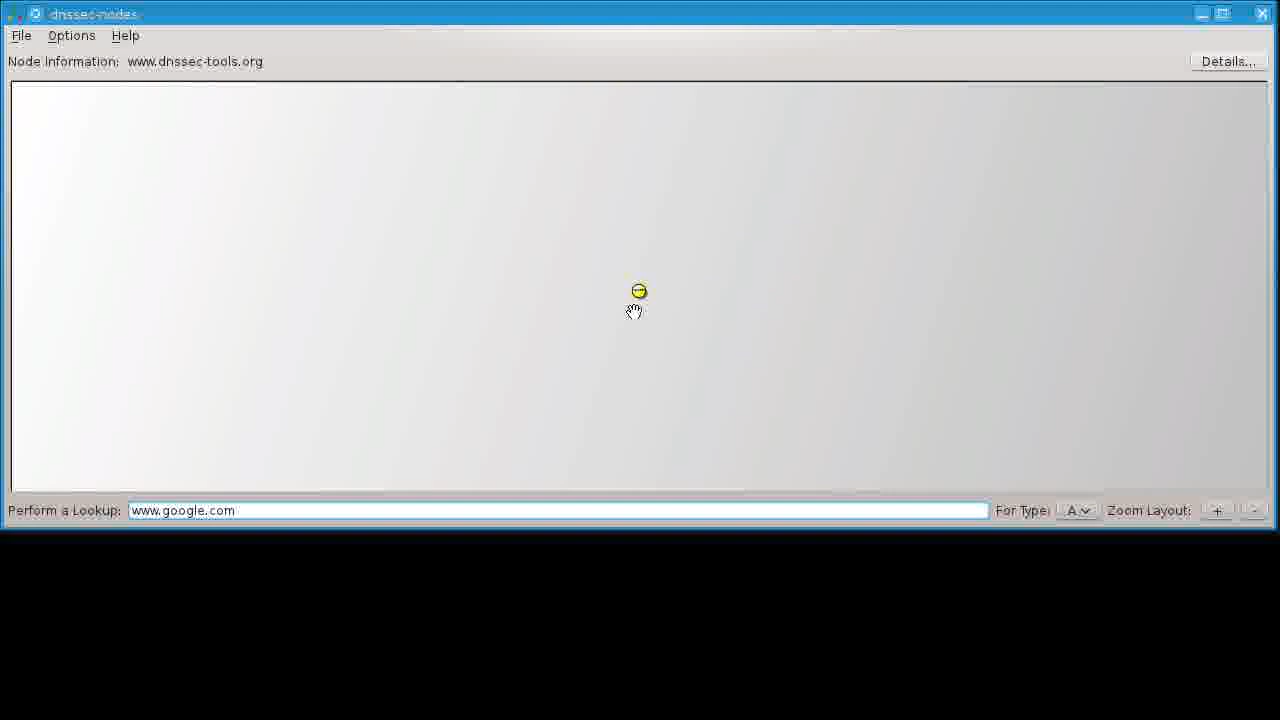 dnssec-nodes
File Options Help
Node Information: www.dnssec-tools.org Details...
Perform a Lookup: www.google.com For Type: A Zoom Layout: + -